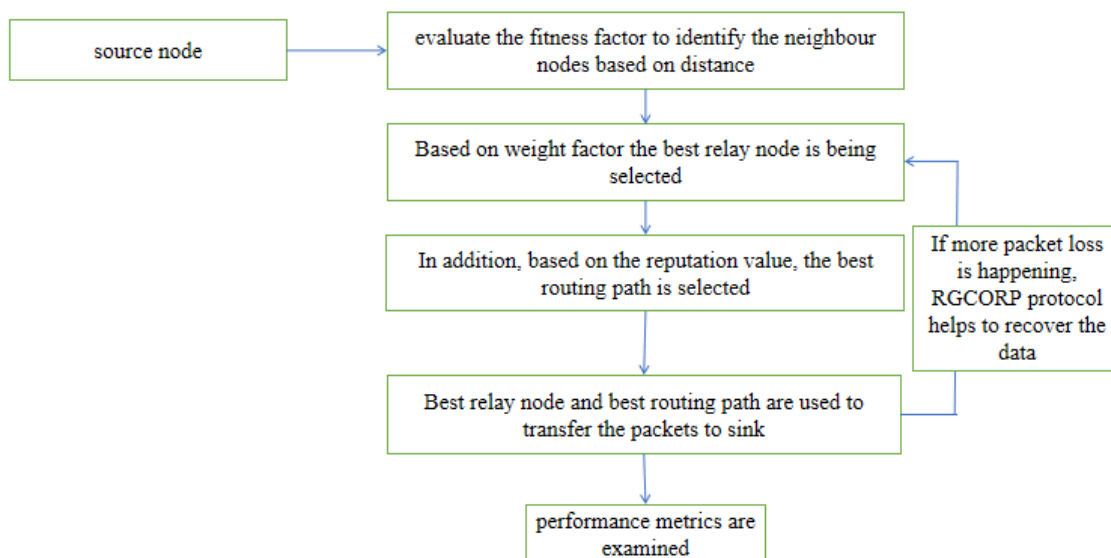 source node
evaluate the fitness factor to identify the neighbour
nodes based on distance
Based on weight factor the best relay node is being
selected
In addition, based on the reputation value, the best
routing path is selected
If more packet loss
is happening,
RGCORP protocol
helps to recover the
data
Best relay node and best routing path are used to
transfer the packets to sink
performance metrics are
examined